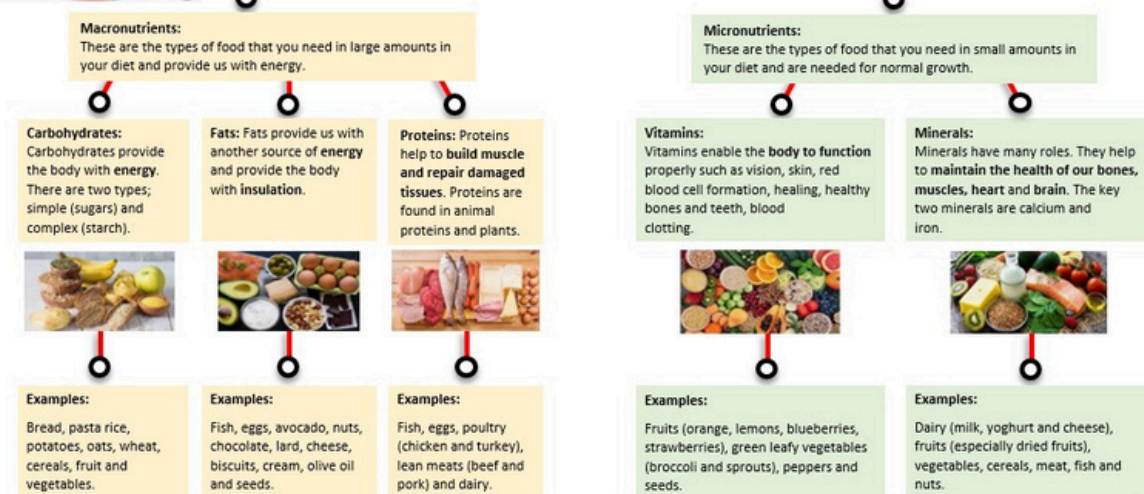 Macronutrients:
These are the types of food that you need in large amounts in
your diet and provide us with energy.
Micronutrients:
These are the types of food that you need in small amounts in
your diet and are needed for normal growth.
Carbohydrates:
Carbohydrates provide
the body with energy.
There are two types;
simple (sugars) and
complex (starch).
Fats: Fats provide us with
another source of energy
and provide the body
with insulation.
Proteins: Proteins
help to build muscle
and repair damaged
tissues. Proteins are
found in animal
proteins and plants.
Vitamins:
Vitamins enable the body to function
properly such as vision, skin, red
blood cell formation, healing, healthy
bones and teeth, blood
clotting.
Minerals:
Minerals have many roles. They help
to maintain the health of our bones,
muscles, heart and brain. The key
two minerals are calcium and
iron.
Examples:
Bread, pasta rice,
potatoes, oats, wheat,
cereals, fruit and
vegetables.
Examples:
Fish, eggs, avocado, nuts,
chocolate, lard, cheese,
biscuits, cream, olive oil
and seeds.
Examples:
Fish, eggs, poultry
(chicken and turkey),
lean meats (beef and
pork) and dairy.
Examples:
Fruits (orange, lemons, blueberries,
strawberries), green leafy vegetables
(broccoli and sprouts), peppers and
seeds.
Examples:
Dairy (milk, yoghurt and cheese),
fruits (especially dried fruits),
vegetables, cereals, meat, fish and
nuts.